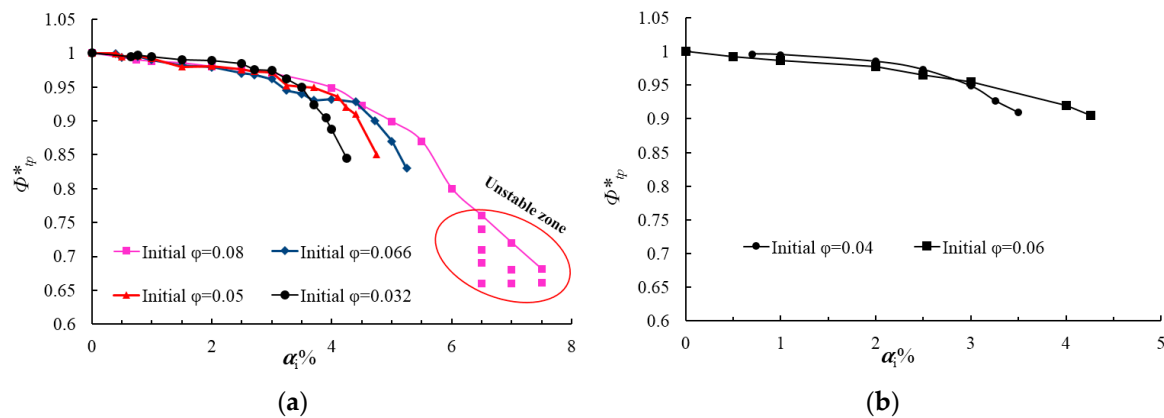 1.05
1
0.95
0.9
0.85
0.8
0.75
0.7
0.65
0.6
Φ*tp
0 2 4 6 8
αi%
Unstable zone
Initial φ=0.08
Initial φ=0.066
Initial φ=0.05
Initial φ=0.032
(a)
1.05
1
0.95
0.9
0.85
0.8
0.75
0.7
0.65
0.6
Φ*tp
0 1 2 3 4 5
αi%
Initial φ=0.04
Initial φ=0.06
(b)